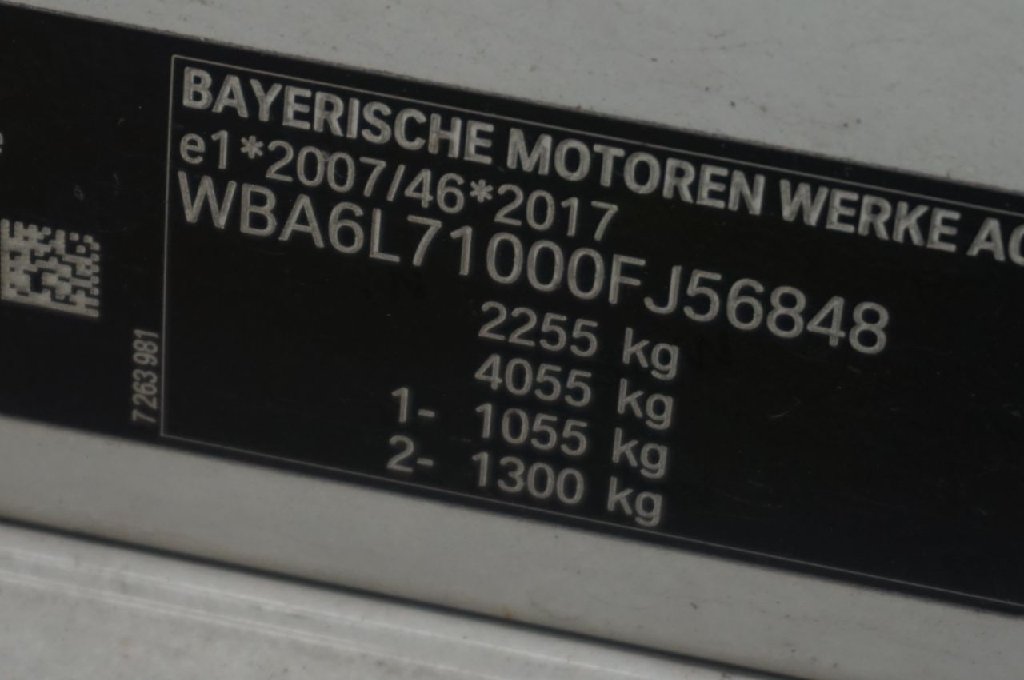 BAYERISCHE MOTOREN WERKE AG
e1*2007/46*2017
WBA6L71000FJ56848
2255 kg
4055 kg
1- 1055 kg
2- 1300 kg
7 263 981